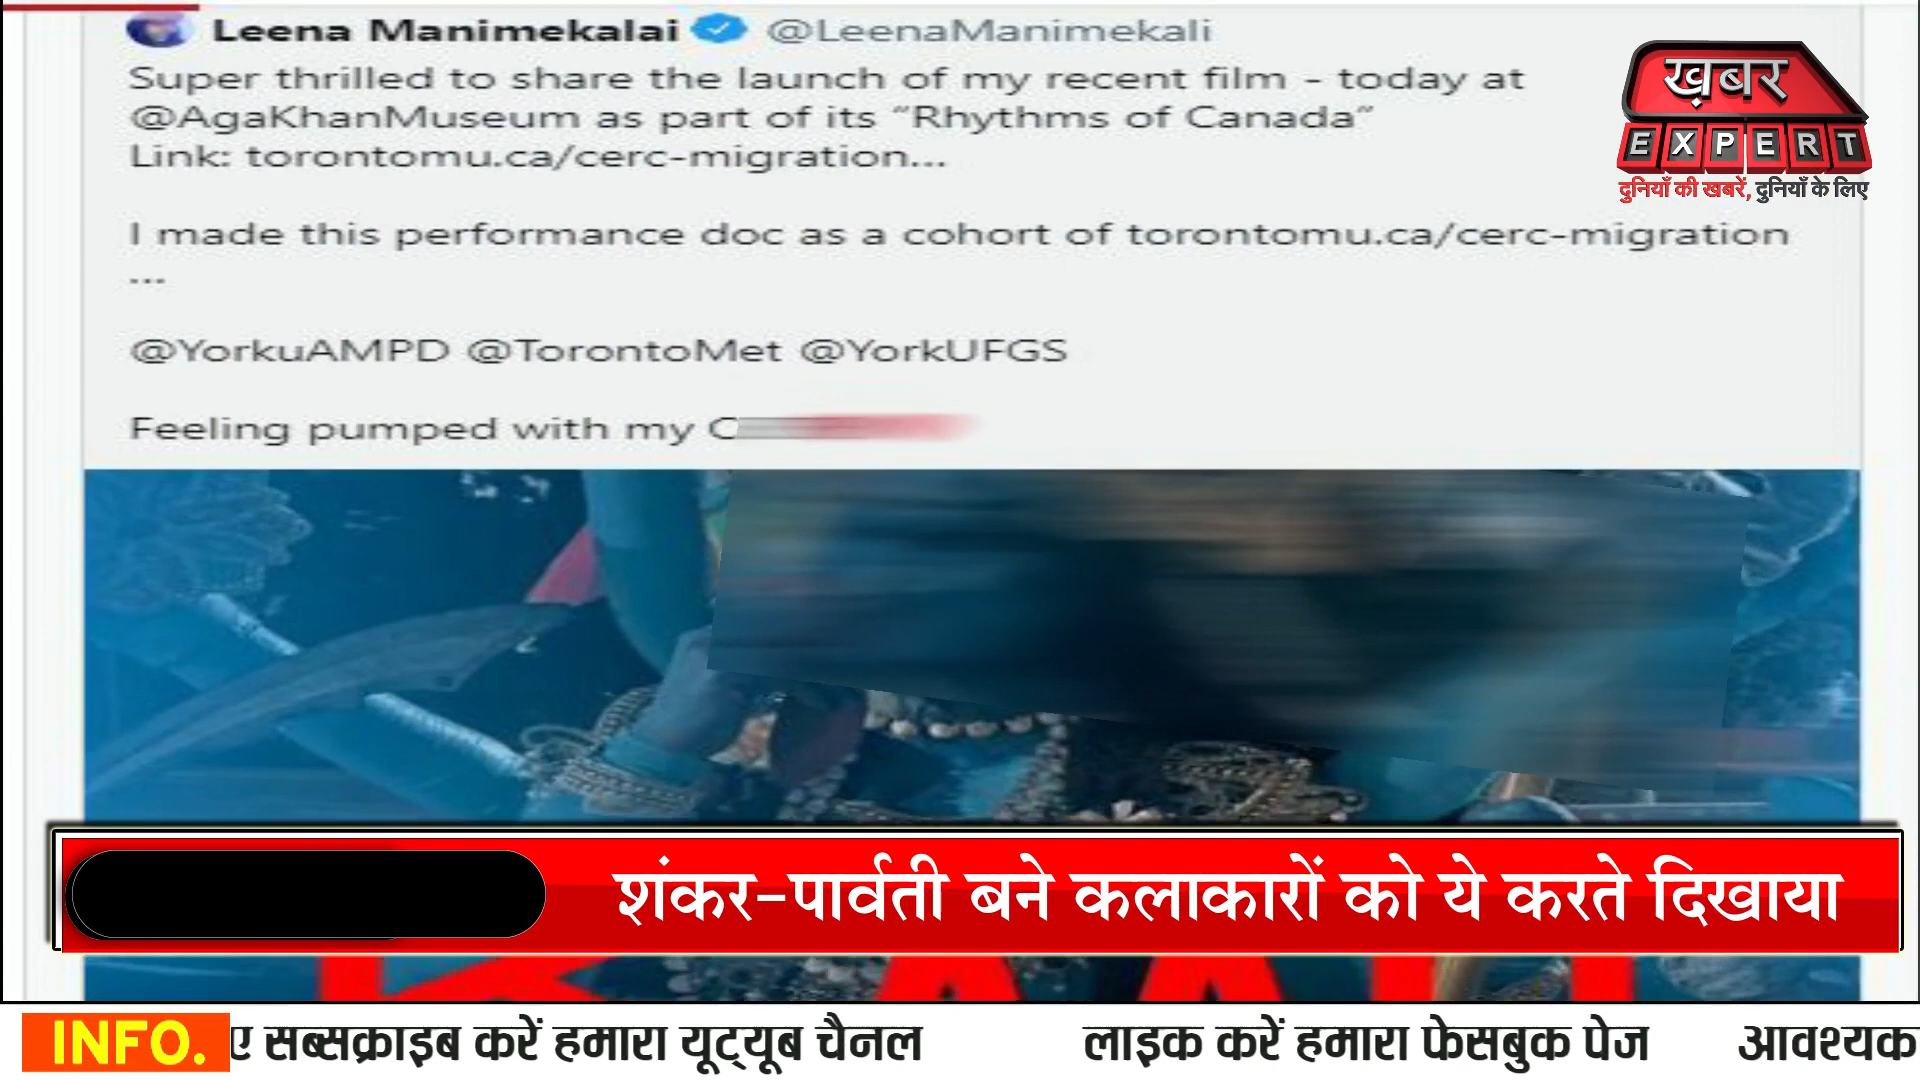 Leena Manimekalai @LeenaManimekali
Super thrilled to share the launch of my recent film - today at
@AgaKhanMuseum as part of its “Rhythms of Canada”
Link: torontomu.ca/cerc-migration...
I made this performance doc as a cohort of torontomu.ca/cerc-migration
...
@YorkuAMPD @TorontoMet @YorkUFGS
Feeling pumped with my C
ख़बर
EXPERT
दुनियाँ की खबरें, दुनियाँ के लिए
शंकर-पार्वती बने कलाकारों को ये करते दिखाया
INFO. ए सब्सक्राइब करें हमारा यूट्यूब चैनल लाइक करें हमारा फेसबुक पेज आवश्यक